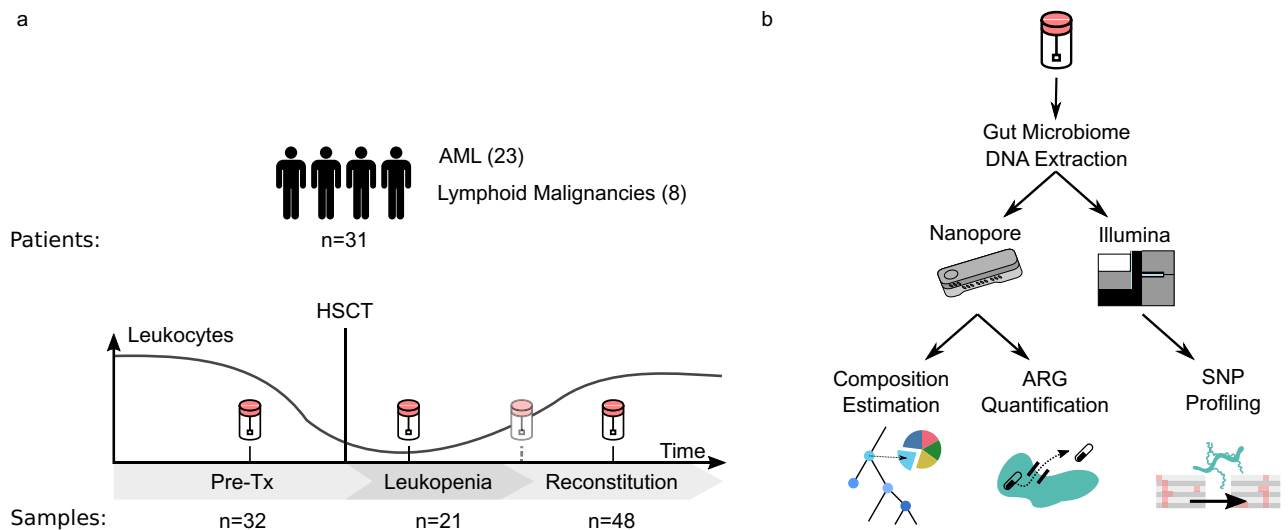 a
AML (23)
Lymphoid Malignancies (8)
Patients:
n=31
HSCT
Leukocytes
Time
Pre-Tx
Leukopenia
Reconstitution
Samples:
n=32
n=21
n=48
b
Gut Microbiome
DNA Extraction
Nanopore
Illumina
Composition
Estimation
ARG
Quantification
SNP
Profiling